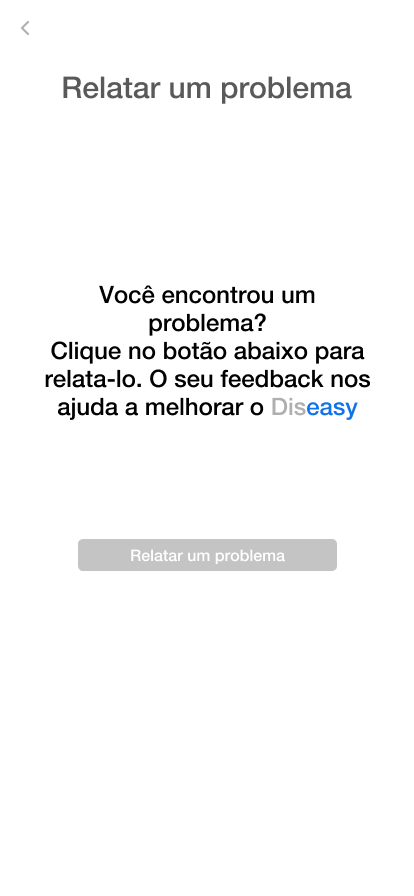 Relatar um problema
Você encontrou um
problema?
Clique no botão abaixo para
relata-lo. O seu feedback nos
ajuda a melhorar o Diseasy
Relatar um problema